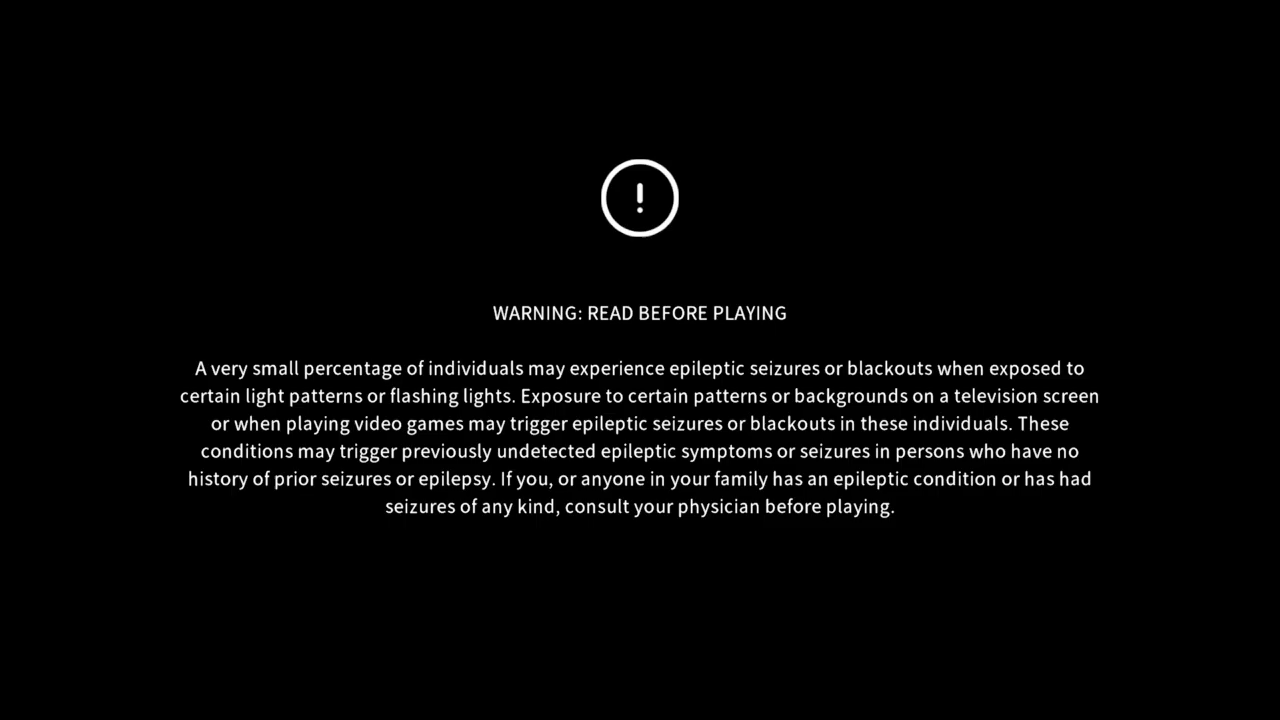 WARNING: READ BEFORE PLAYING
A very small percentage of individuals may experience epileptic seizures or blackouts when exposed to
certain light patterns or flashing lights. Exposure to certain patterns or backgrounds on a television screen
or when playing video games may trigger epileptic seizures or blackouts in these individuals. These
conditions may trigger previously undetected epileptic symptoms or seizures in persons who have no
history of prior seizures or epilepsy. If you, or anyone in your family has an epileptic condition or has had
seizures of any kind, consult your physician before playing.